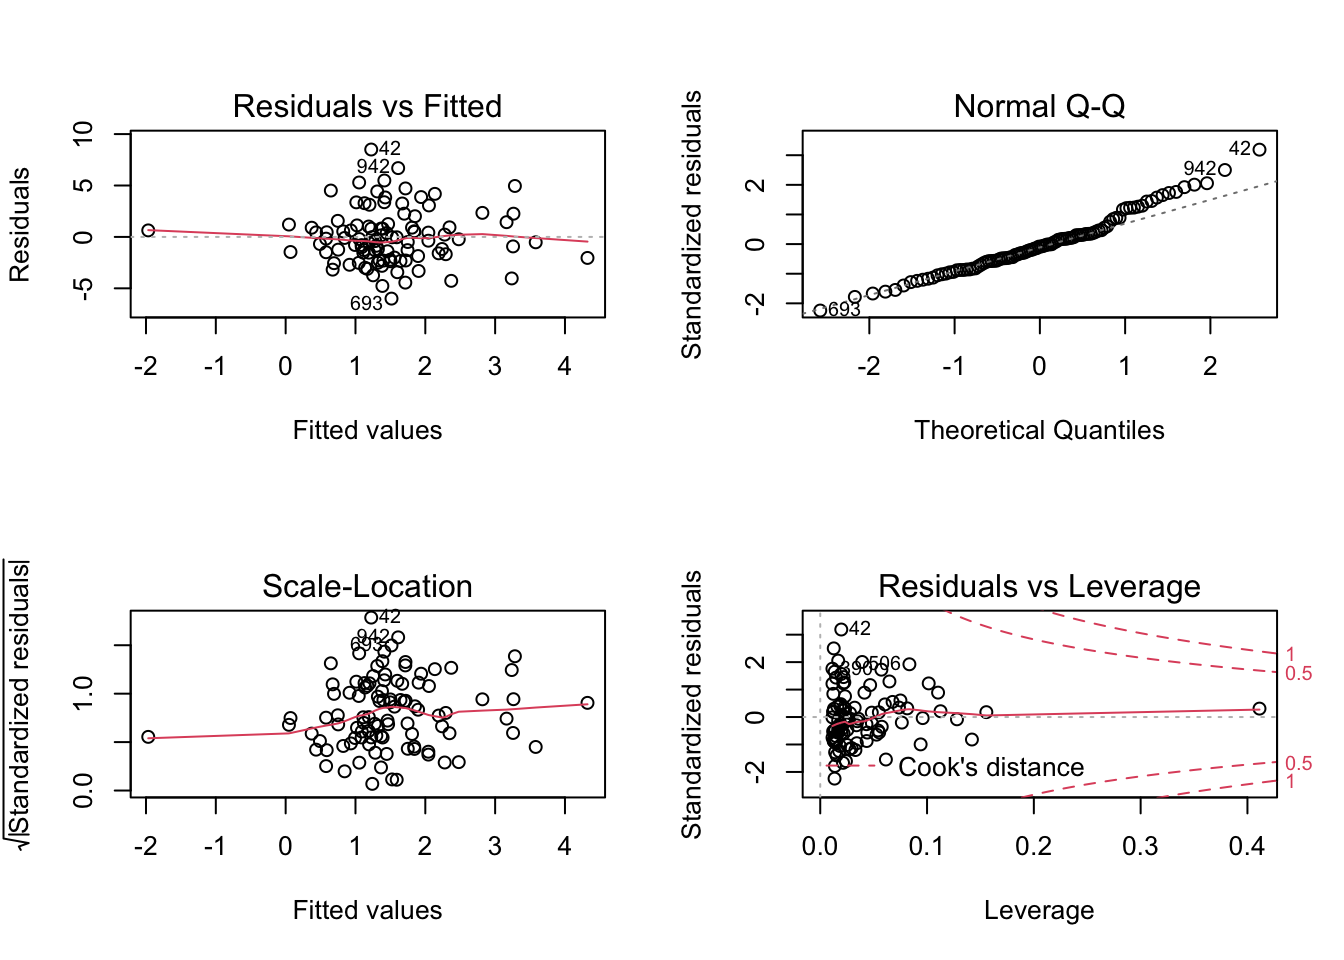 Residuals vs Fitted
Residuals
10
5
0
-5
42
942
693
-2 -1 0 1 2 3 4
Fitted values
Normal Q-Q
Standardized residuals
2
0
-2
42
942
693
-2 -1 0 1 2
Theoretical Quantiles
Scale-Location
√|Standardized residuals|
1.0
0.0
42
942
693
-2 -1 0 1 2 3 4
Fitted values
Residuals vs Leverage
Standardized residuals
2
0
-2
42
390
506
1
0.5
0.5
1
Cook's distance
0.0 0.1 0.2 0.3 0.4
Leverage